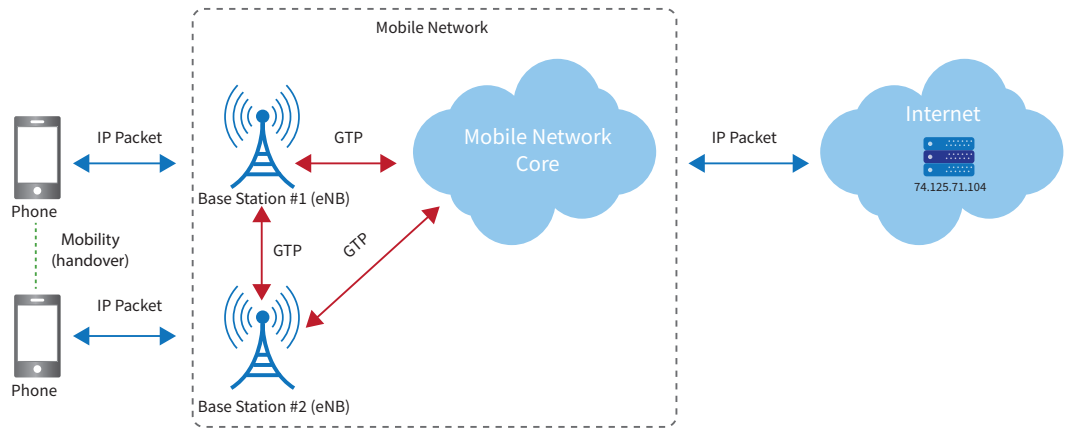 Mobile Network
IP Packet
GTP
Mobile Network
Core
IP Packet
Internet
74.125.71.104
Phone
Base Station #1 (eNB)
Mobility
(handover)
GTP
GTP
IP Packet
Phone
Base Station #2 (eNB)